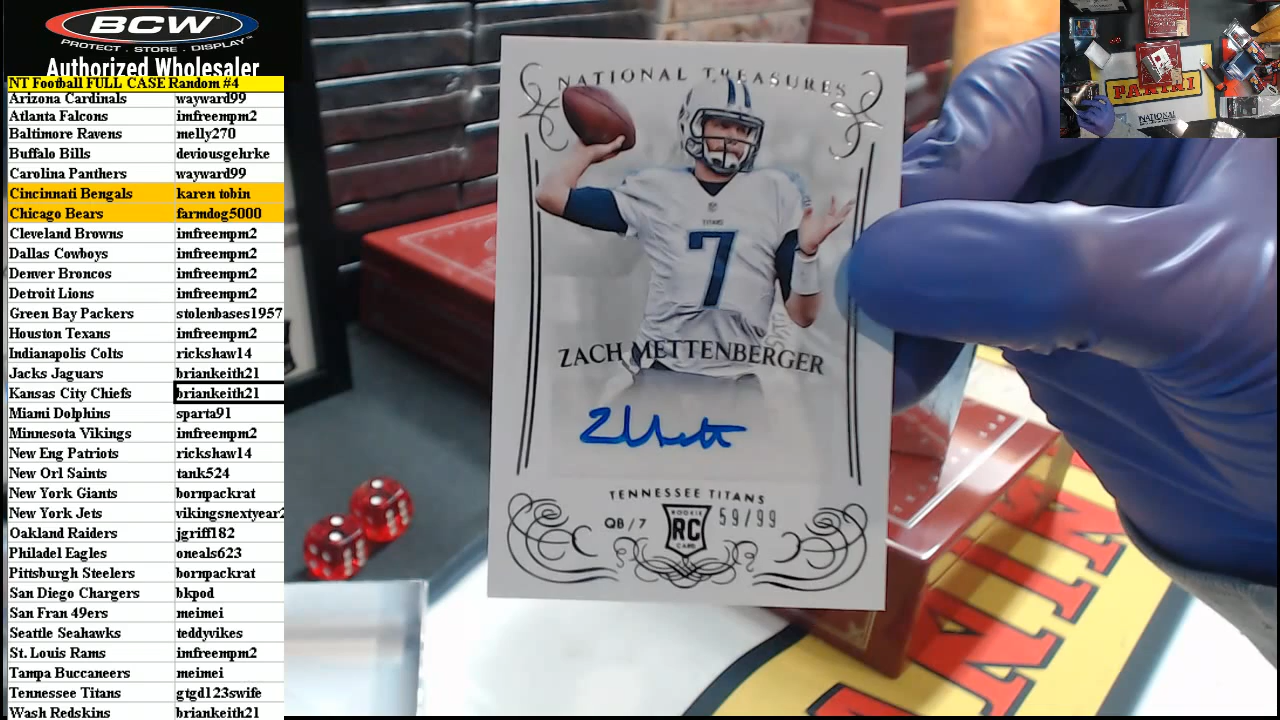 BCW
PROTECT . STORE . DISPLAY™
Authorized Wholesaler
NT Football FULL CASE Random #4
Arizona Cardinals wayward99
Atlanta Falcons imfreempm2
Baltimore Ravens melly270
Buffalo Bills deviousgehrke
Carolina Panthers wayward99
Cincinnati Bengals karen tobin
Chicago Bears farmdog5000
Cleveland Browns imfreempm2
Dallas Cowboys imfreempm2
Denver Broncos imfreempm2
Detroit Lions imfreempm2
Green Bay Packers stolenbases1957
Houston Texans imfreempm2
Indianapolis Colts rickshaw14
Jacks Jaguars briankeith21
Kansas City Chiefs briankeith21
Miami Dolphins sparta91
Minnesota Vikings imfreempm2
New Eng Patriots rickshaw14
New Orl Saints tank524
New York Giants bornpackrat
New York Jets vikingsnextyear2
Oakland Raiders jgriff182
Philadel Eagles oneals623
Pittsburgh Steelers bornpackrat
San Diego Chargers bkpod
San Fran 49ers meimei
Seattle Seahawks teddyvikes
St. Louis Rams imfreempm2
Tampa Buccaneers meimei
Tennessee Titans gtgd123swife
Wash Redskins briankeith21
NATIONAL TREASURES
TITANS
7
ZACH METTENBERGER
TENNESSEE TITANS
QB/7 ROOKIE RC CARD 59/99
PANINI
NATIONAL